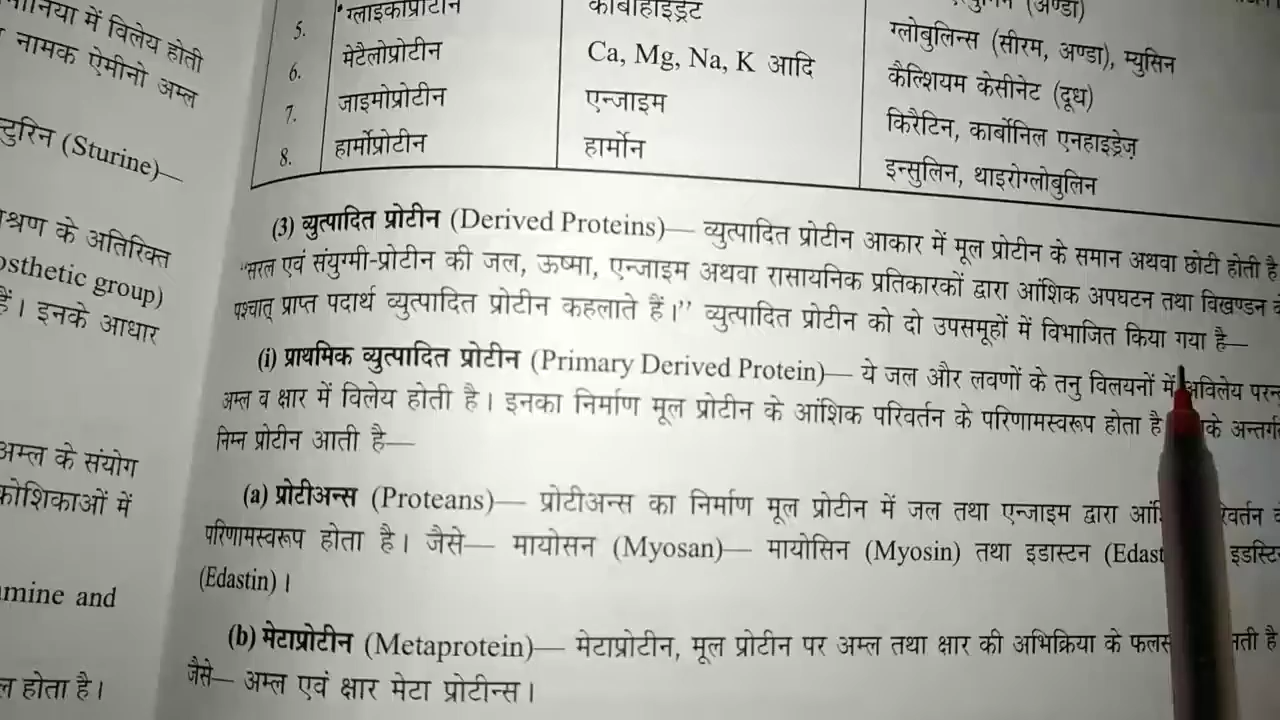 ानिया में विलेय होती
नामक ऐमीनो अम्ल
टुरिन (Sturine)—
श्रण के अतिरिक्त
osthetic group)
हैं। इनके आधार
अम्ल के संयोग
कोशिकाओं में
mine and
ल होता है।
5. ग्लाइकोप्रोटीन कार्बोहाइड्रेट (अण्डा)
6. मेटैलोप्रोटीन Ca, Mg, Na, K आदि ग्लोबुलिन्स (सीरम, अण्डा), म्युसिन
7. जाइमोप्रोटीन एन्जाइम कैल्शियम केसीनेट (दूध)
8. हार्मोप्रोटीन हार्मोन किरैटिन, कार्बोनिल एनहाइड्रेज़
इन्सुलिन, थाइरोग्लोबुलिन
(3) व्युत्पादित प्रोटीन (Derived Proteins)— व्युत्पादित प्रोटीन आकार में मूल प्रोटीन के समान अथवा छोटी होती है
"सरल एवं संयुग्मी-प्रोटीन की जल, ऊष्मा, एन्जाइम अथवा रासायनिक प्रतिकारकों द्वारा आंशिक अपघटन तथा विखण्डन
पश्चात् प्राप्त पदार्थ व्युत्पादित प्रोटीन कहलाते हैं।" व्युत्पादित प्रोटीन को दो उपसमूहों में विभाजित किया गया है—
(i) प्राथमिक व्युत्पादित प्रोटीन (Primary Derived Protein)— ये जल और लवणों के तनु विलयनों में अविलेय
अम्ल व क्षार में विलेय होती है। इनका निर्माण मूल प्रोटीन के आंशिक परिवर्तन के परिणामस्वरूप होता है के
निम्न प्रोटीन आती है—
(a) प्रोटीअन्स (Proteans)— प्रोटीअन्स का निर्माण मूल प्रोटीन में जल तथा एन्जाइम द्वारा
परिणामस्वरूप होता है। जैसे— मायोसन (Myosan)— मायोसिन (Myosin) तथा इडास्टन (Edast
(Edastin)।
(b) मेटाप्रोटीन (Metaprotein)— मेटाप्रोटीन, मूल प्रोटीन पर अम्ल तथा क्षार की अभिक्रिया के है
जैसे— अम्ल एवं क्षार मेटा प्रोटीन्स।